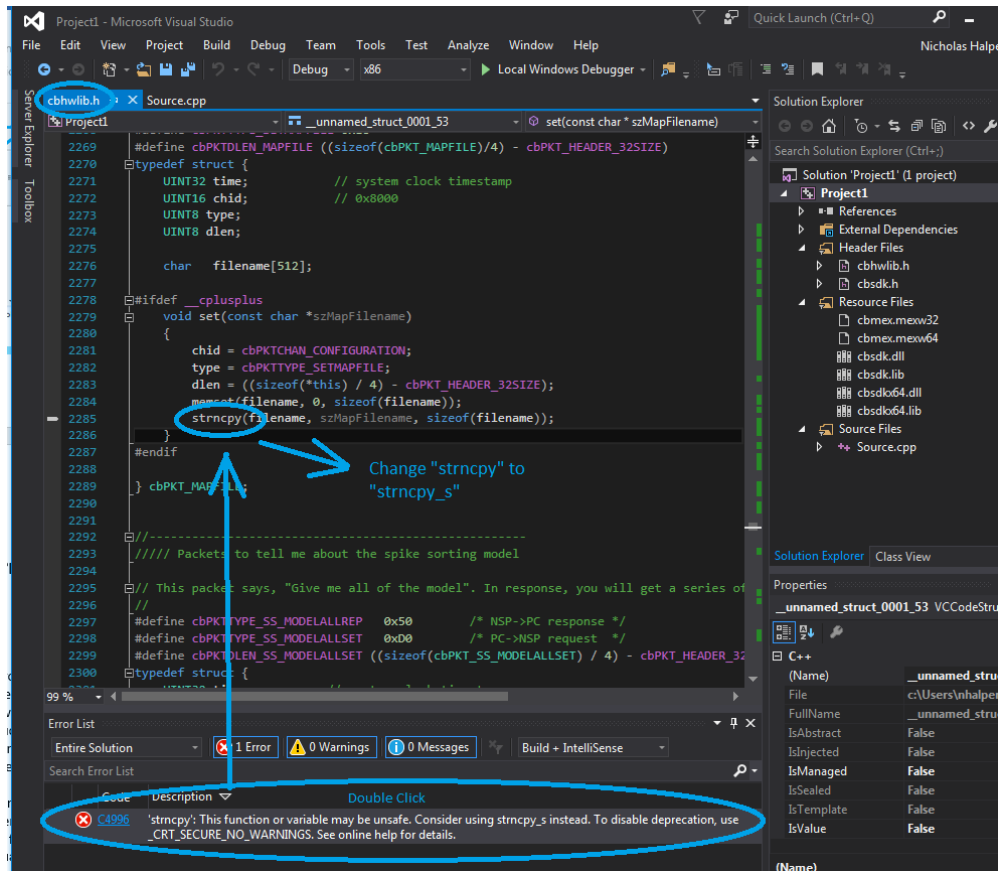 Project1 - Microsoft Visual Studio
Quick Launch (Ctrl+Q)
File Edit View Project Build Debug Team Tools Test Analyze Window Help
Nicholas Halpe
Debug x86 Local Windows Debugger
Server Explorer
Toolbox
cbhwlib.h Source.cpp
Project1 __unnamed_struct_0001_53 set(const char * szMapFilename)
2269 #define cbPKTDLEN_MAPFILE ((sizeof(cbPKT_MAPFILE)/4) - cbPKT_HEADER_32SIZE)
2270 typedef struct {
2271 UINT32 time; // system clock timestamp
2272 UINT16 chid; // 0x8000
2273 UINT8 type;
2274 UINT8 dlen;
2275
2276 char filename[512];
2277
2278 #ifdef __cplusplus
2279 void set(const char *szMapFilename)
2280 {
2281 chid = cbPKTCHAN_CONFIGURATION;
2282 type = cbPKTTYPE_SETMAPFILE;
2283 dlen = ((sizeof(*this) / 4) - cbPKT_HEADER_32SIZE);
2284 memset(filename, 0, sizeof(filename));
2285 strncpy(filename, szMapFilename, sizeof(filename));
2286 }
2287 #endif
2288
2289 } cbPKT_MAPFILE;
2290
2291
2292 //-----------------------------------------------------
2293 ///// Packets to tell me about the spike sorting model
2294
2295 // This packet says, "Give me all of the model". In response, you will get a series of
2296 //
2297 #define cbPKTTYPE_SS_MODELALLREP 0x50 /* NSP->PC response */
2298 #define cbPKTTYPE_SS_MODELALLSET 0xD0 /* PC->NSP request */
2299 #define cbPKTDLEN_SS_MODELALLSET ((sizeof(cbPKT_SS_MODELALLSET) / 4) - cbPKT_HEADER_32
2300 typedef struct {
Change "strncpy" to
"strncpy_s"
99 %
Error List
Entire Solution 1 Error 0 Warnings 0 Messages Build + IntelliSense
Search Error List
Code Description
Double Click
C4996 'strncpy': This function or variable may be unsafe. Consider using strncpy_s instead. To disable deprecation, use
_CRT_SECURE_NO_WARNINGS. See online help for details.
Solution Explorer
Search Solution Explorer (Ctrl+;)
Solution 'Project1' (1 project)
Project1
References
External Dependencies
Header Files
cbhwlib.h
cbsdk.h
Resource Files
cbmex.mexw32
cbmex.mexw64
cbsdk.dll
cbsdk.lib
cbsdkx64.dll
cbsdkx64.lib
Source Files
Source.cpp
Solution Explorer Class View
Properties
__unnamed_struct_0001_53 VCCodeStru
C++
(Name) __unnamed_stru
File c:\Users\nhalper
FullName __unnamed_stru
IsAbstract False
IsInjected False
IsManaged False
IsSealed False
IsTemplate False
IsValue False
(Name)